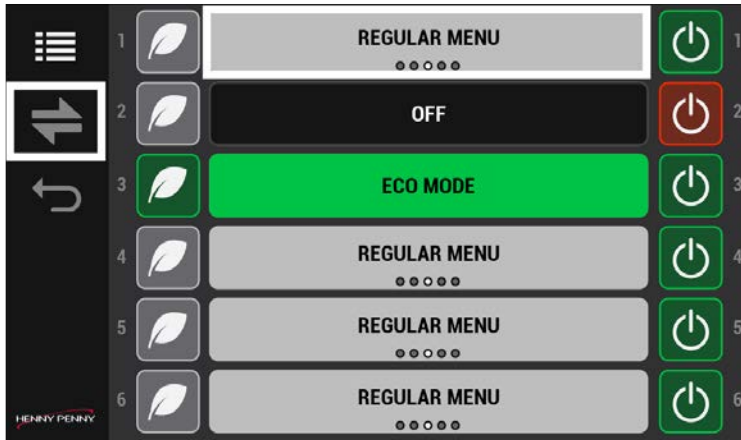 1 REGULAR MENU 1
2 OFF 2
3 ECO MODE 3
4 REGULAR MENU 4
5 REGULAR MENU 5
6 REGULAR MENU 6
HENNY PENNY